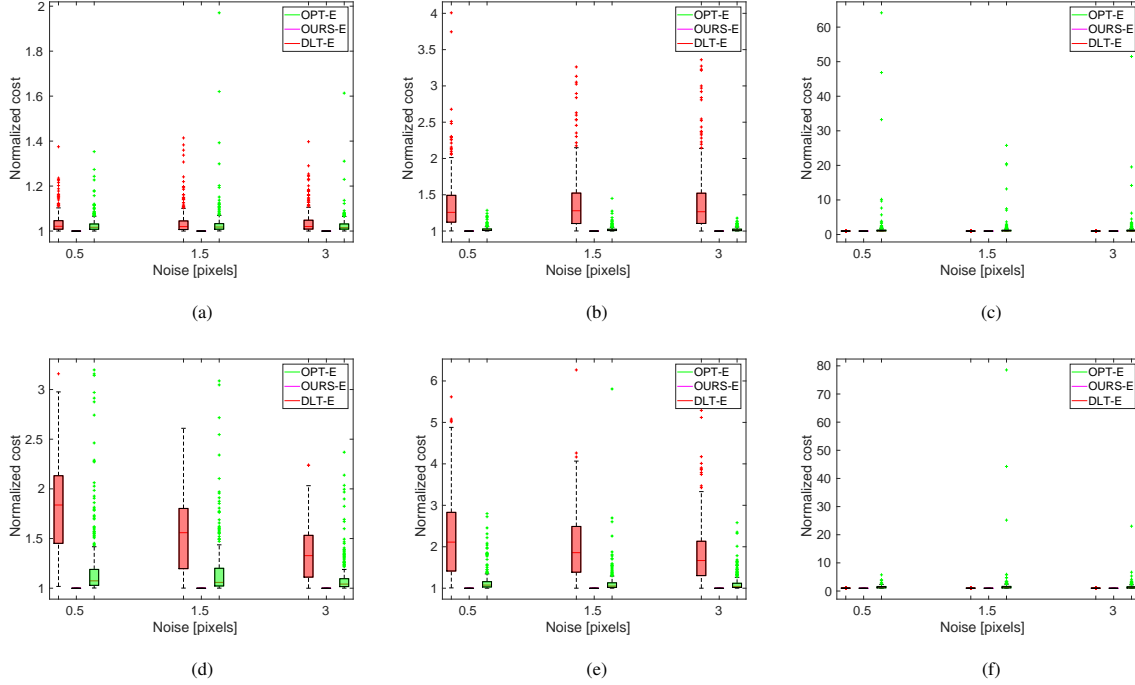 2
1.8
1.6
1.4
1.2
1
Normalized cost
OPT-E
OURS-E
DLT-E
0.5 1.5 3
Noise [pixels]
(a)
4
3.5
3
2.5
2
1.5
1
Normalized cost
OPT-E
OURS-E
DLT-E
0.5 1.5 3
Noise [pixels]
(b)
60
50
40
30
20
10
0
Normalized cost
OPT-E
OURS-E
DLT-E
0.5 1.5 3
Noise [pixels]
(c)
3
2.5
2
1.5
1
Normalized cost
OPT-E
OURS-E
DLT-E
0.5 1.5 3
Noise [pixels]
(d)
6
5
4
3
2
1
Normalized cost
OPT-E
OURS-E
DLT-E
0.5 1.5 3
Noise [pixels]
(e)
80
70
60
50
40
30
20
10
0
Normalized cost
OPT-E
OURS-E
DLT-E
0.5 1.5 3
Noise [pixels]
(f)